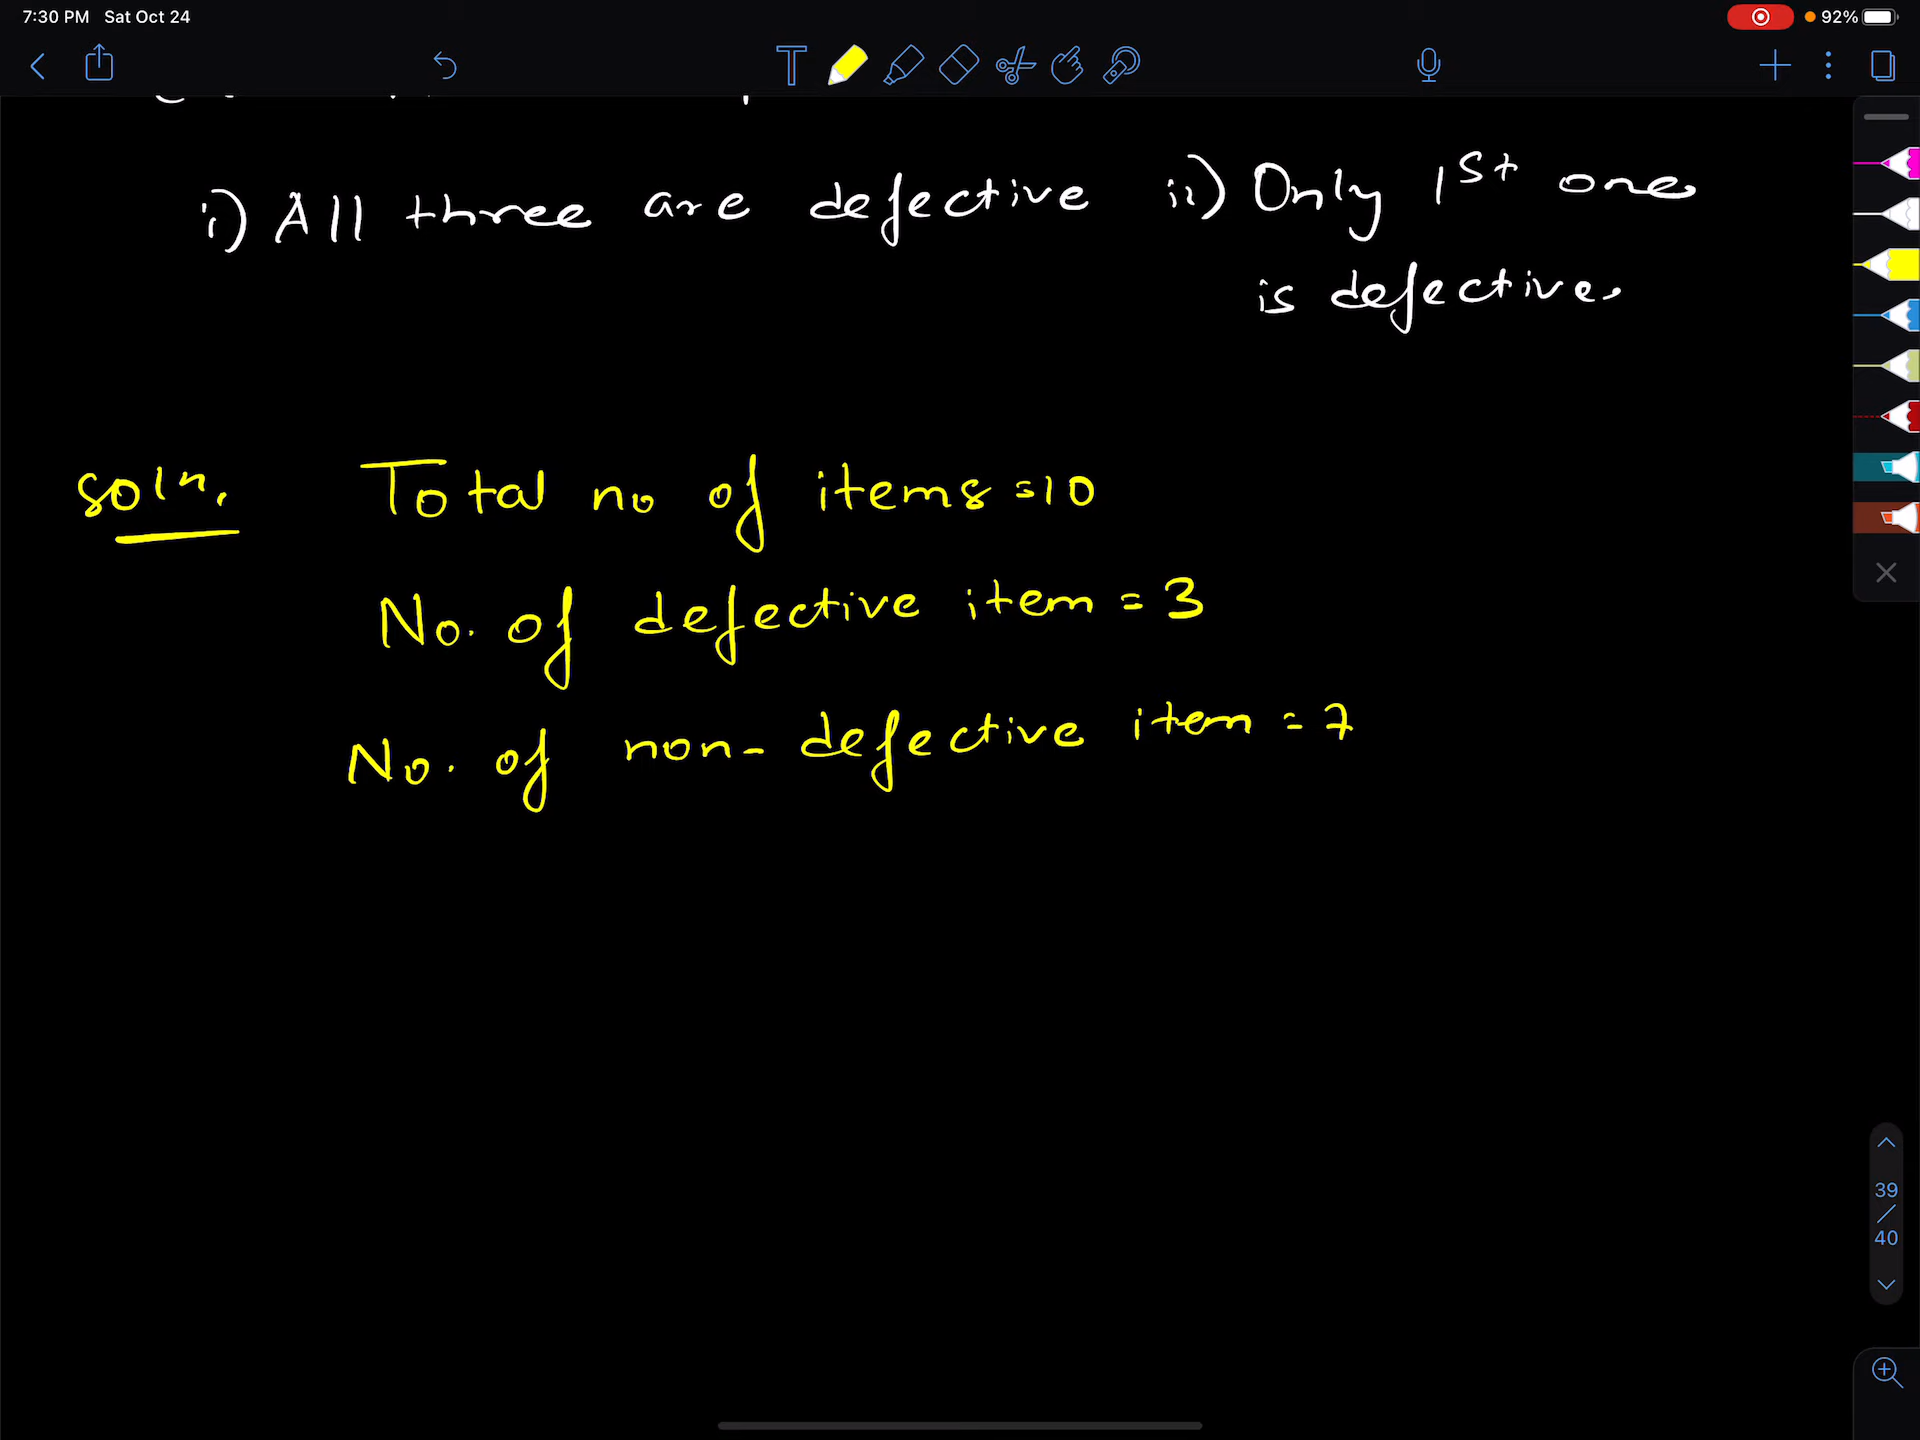 7:30 PM Sat Oct 24
92%
i) All three are defective ii) Only 1st one
is defective.
soln. Total no of items =10
No. of defective item = 3
No. of non-defective item = 7
39
/
40